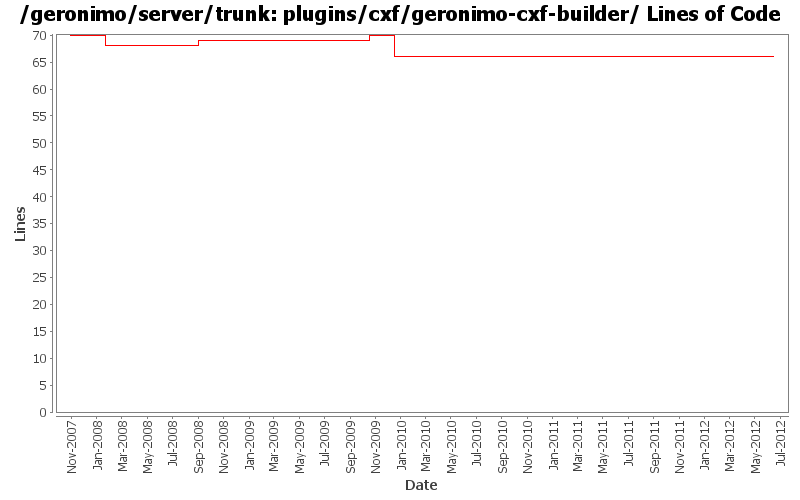 /geronimo/server/trunk: plugins/cxf/geronimo-cxf-builder/ Lines of Code
70
65
60
55
50
45
40
35
30
25
20
15
10
5
0
Lines
Nov-2007
Jan-2008
Mar-2008
May-2008
Jul-2008
Sep-2008
Nov-2008
Jan-2009
Mar-2009
May-2009
Jul-2009
Sep-2009
Nov-2009
Jan-2010
Mar-2010
May-2010
Jul-2010
Sep-2010
Nov-2010
Jan-2011
Mar-2011
May-2011
Jul-2011
Sep-2011
Nov-2011
Jan-2012
Mar-2012
May-2012
Jul-2012
Date